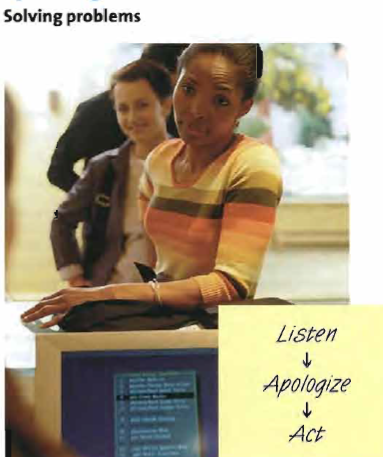 Solving problems
Listen
↓
Apologize
↓
Act